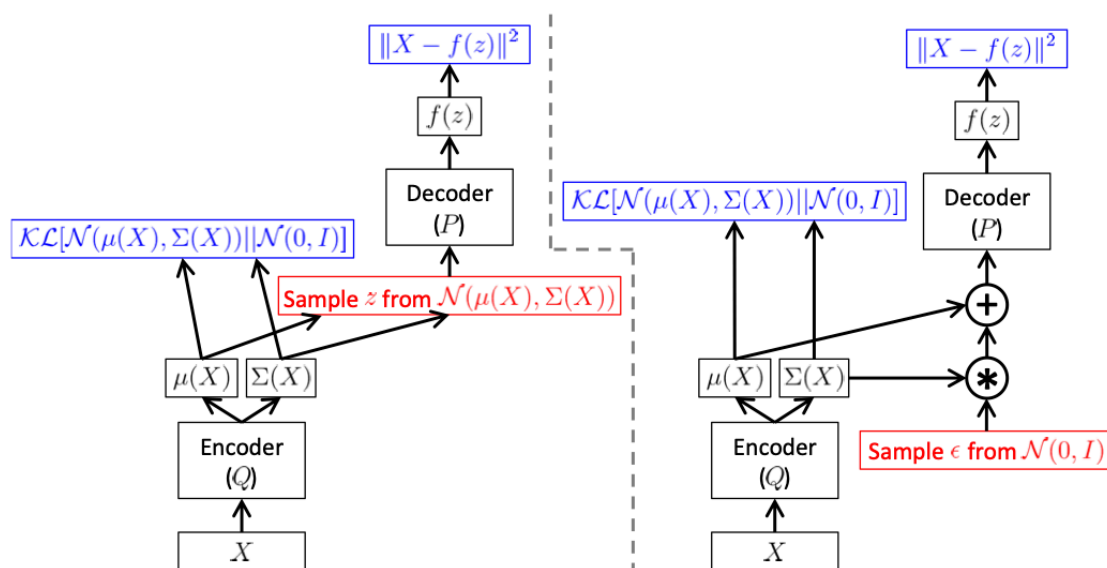 ‖X − f(z)‖²
f(z)
Decoder
(P)
𝒦ℒ[𝒩(μ(X), Σ(X))||𝒩(0, I)]
Sample z from 𝒩(μ(X), Σ(X))
μ(X)
Σ(X)
Encoder
(Q)
X
‖X − f(z)‖²
f(z)
Decoder
(P)
𝒦ℒ[𝒩(μ(X), Σ(X))||𝒩(0, I)]
+
μ(X)
Σ(X)
*
Sample ϵ from 𝒩(0, I)
Encoder
(Q)
X